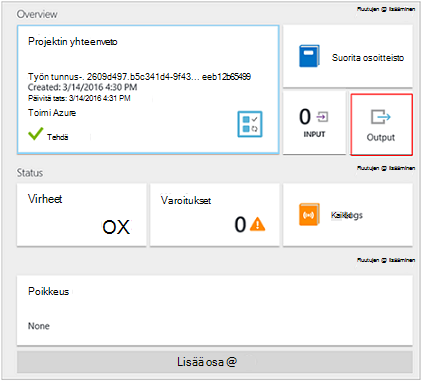 Overview
Ruutujen @ lisääminen
Projektin yhteenveto
Työn tunnus-. 2609d497.b5c341d4-9f43... eeb12b65499
Created: 3/14/2016 4:30 PM
Päivitä tats: 3/14/2016 4:31 PM
Toimi Azure
Tehdä
Suorita osoitteisto
0
INPUT
Output
Status
Ruutujen @ lisääminen
Virheet
OX
Varoitukset
0
Ruutujen @ lisääminen
Poikkeus
None
Lisää osa @